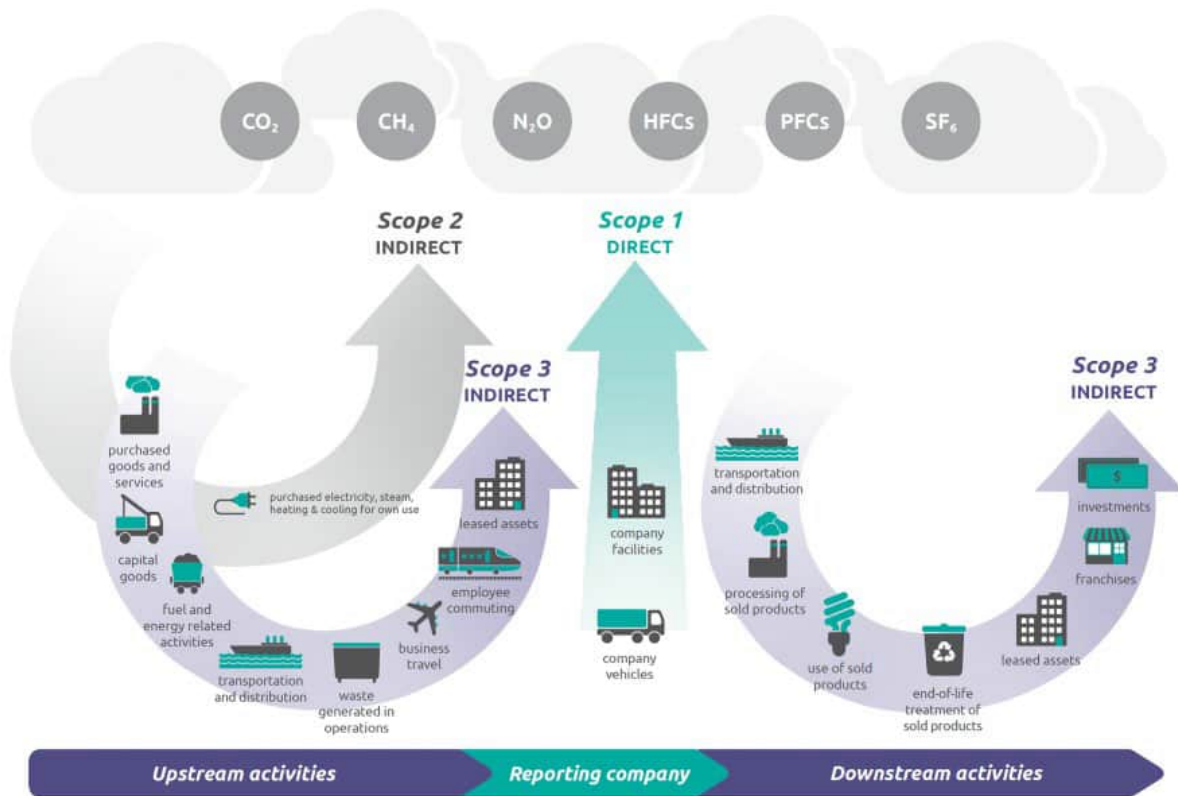 CO₂
CH₄
N₂O
HFCs
PFCs
SF₆
Scope 2
INDIRECT
Scope 1
DIRECT
Scope 3
INDIRECT
Scope 3
INDIRECT
purchased
goods and
services
capital
goods
fuel and
energy related
activities
purchased electricity, steam,
heating & cooling for own use
transportation
and distribution
waste
generated in
operations
business
travel
employee
commuting
leased assets
company
facilities
company
vehicles
transportation
and distribution
processing of
sold products
use of sold
products
end-of-life
treatment of
sold products
leased assets
franchises
$
investments
Upstream activities
Reporting company
Downstream activities